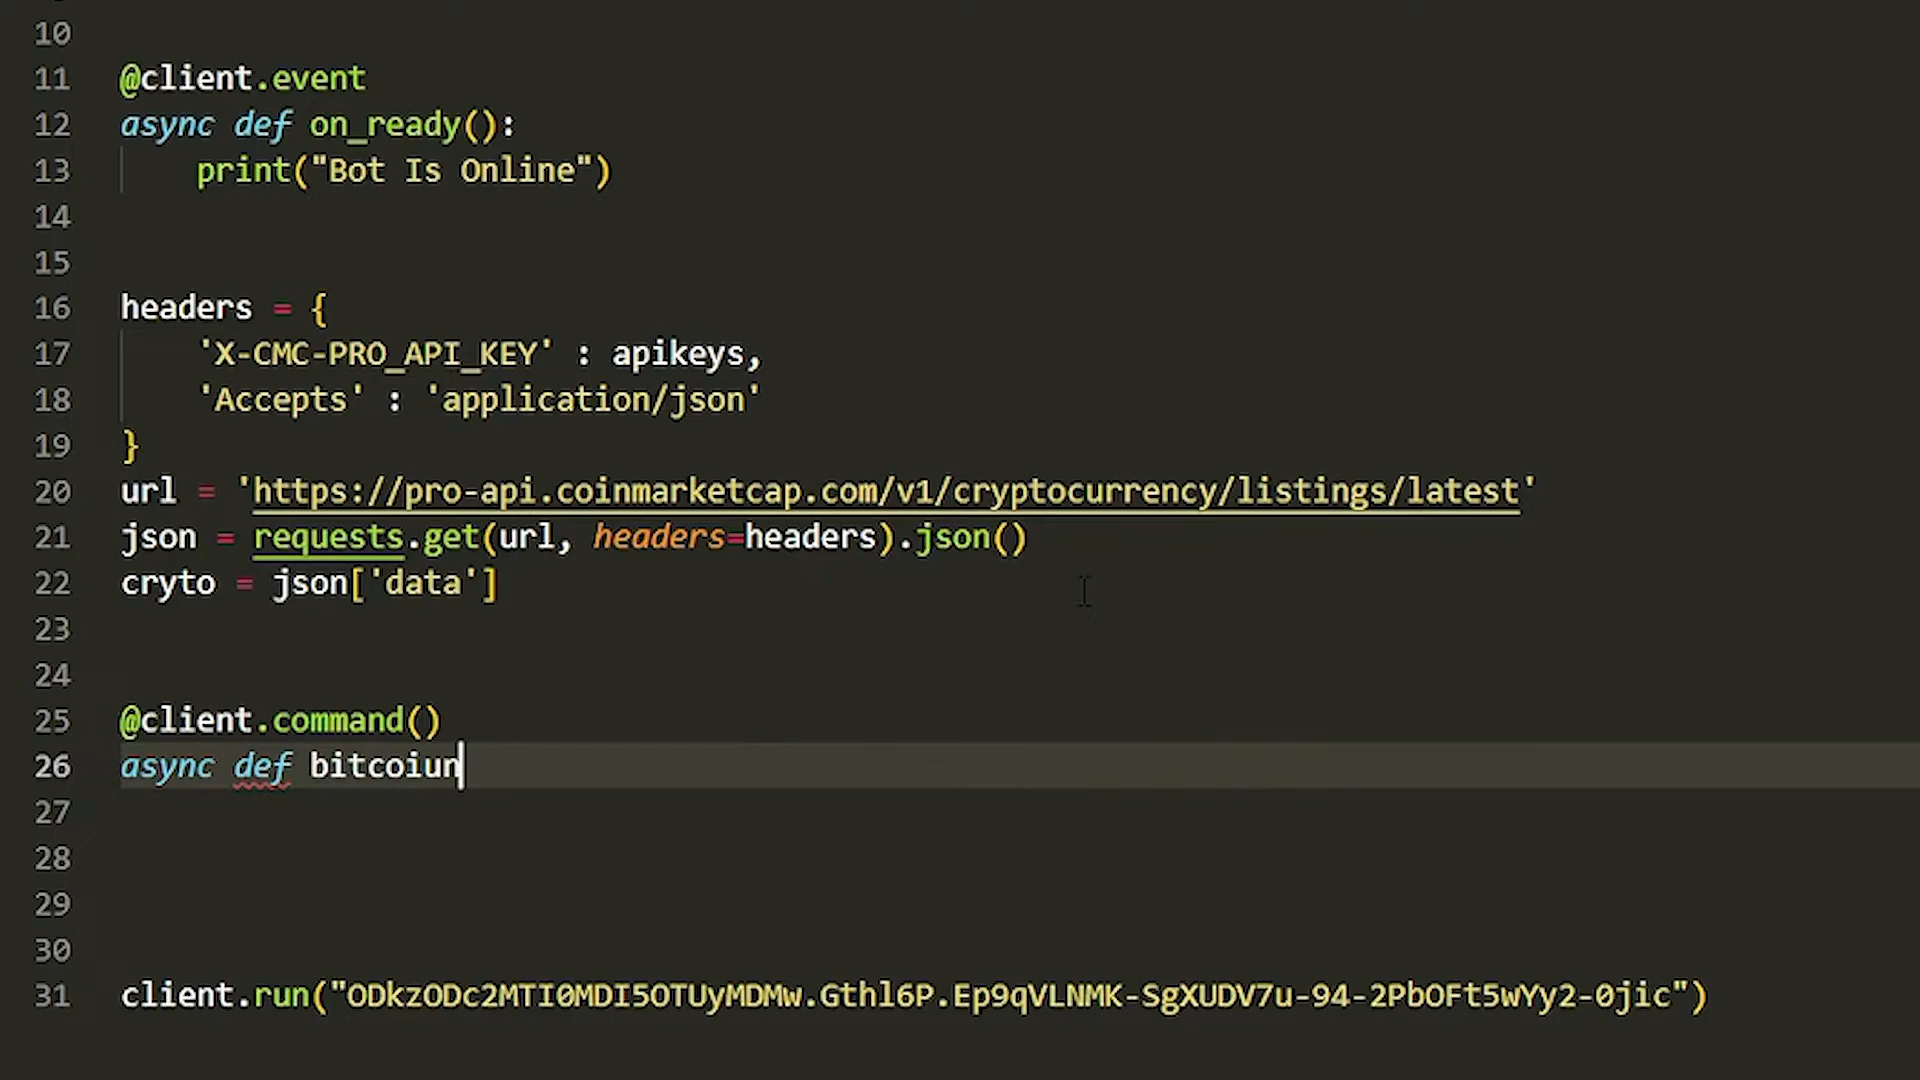 10
11 @client.event
12 async def on_ready():
13 print("Bot Is Online")
14
15
16 headers = {
17 'X-CMC-PRO_API_KEY' : apikeys,
18 'Accepts' : 'application/json'
19 }
20 url = 'https://pro-api.coinmarketcap.com/v1/cryptocurrency/listings/latest'
21 json = requests.get(url, headers=headers).json()
22 cryto = json['data']
23
24
25 @client.command()
26 async def bitcoiun
27
28
29
30
31 client.run("ODkzODc2MTI0MDI5OTUyMDMw.Gthl6P.Ep9qVLNMK-SgXUDV7u-94-2PbOFt5wYy2-0jic")